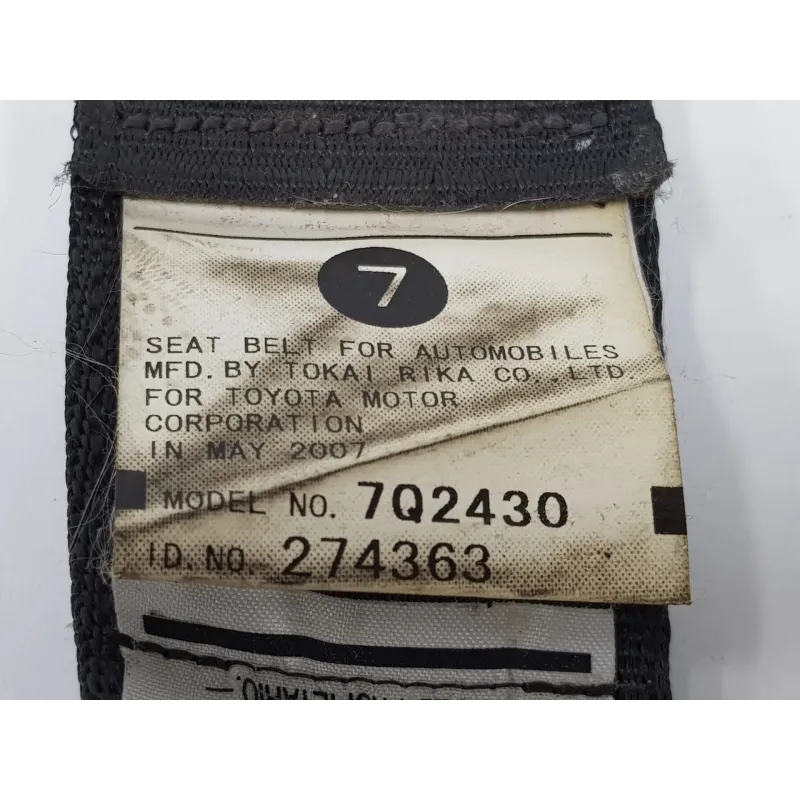 7
SEAT BELT FOR AUTOMOBILES
MFD. BY TOKAI RIKA CO., LTD
FOR TOYOTA MOTOR
CORPORATION
IN MAY 2007
MODEL NO. 7Q2430
ID. NO. 274363